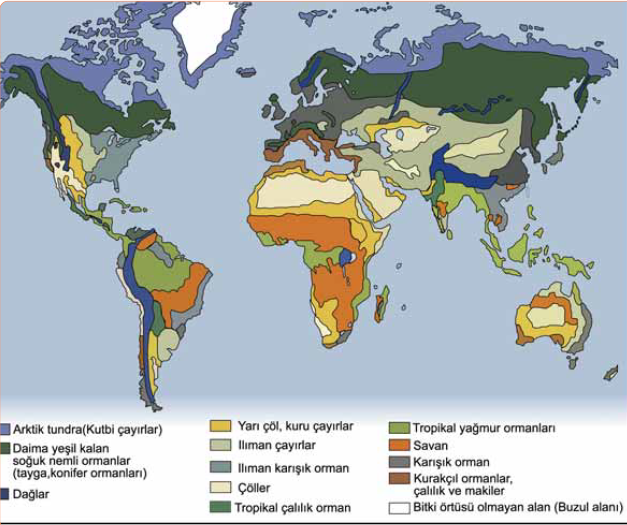 Arktik tundra(Kutbi çayırlar)
Daima yeşil kalan
soğuk nemli ormanlar
(tayga,konifer ormanları)
Dağlar
Yarı çöl, kuru çayırlar
Ilıman çayırlar
Ilıman karışık orman
Çöller
Tropikal çalılık orman
Tropikal yağmur ormanları
Savan
Karışık orman
Kurakçıl ormanlar,
çalılık ve makiler
Bitki örtüsü olmayan alan (Buzul alanı)